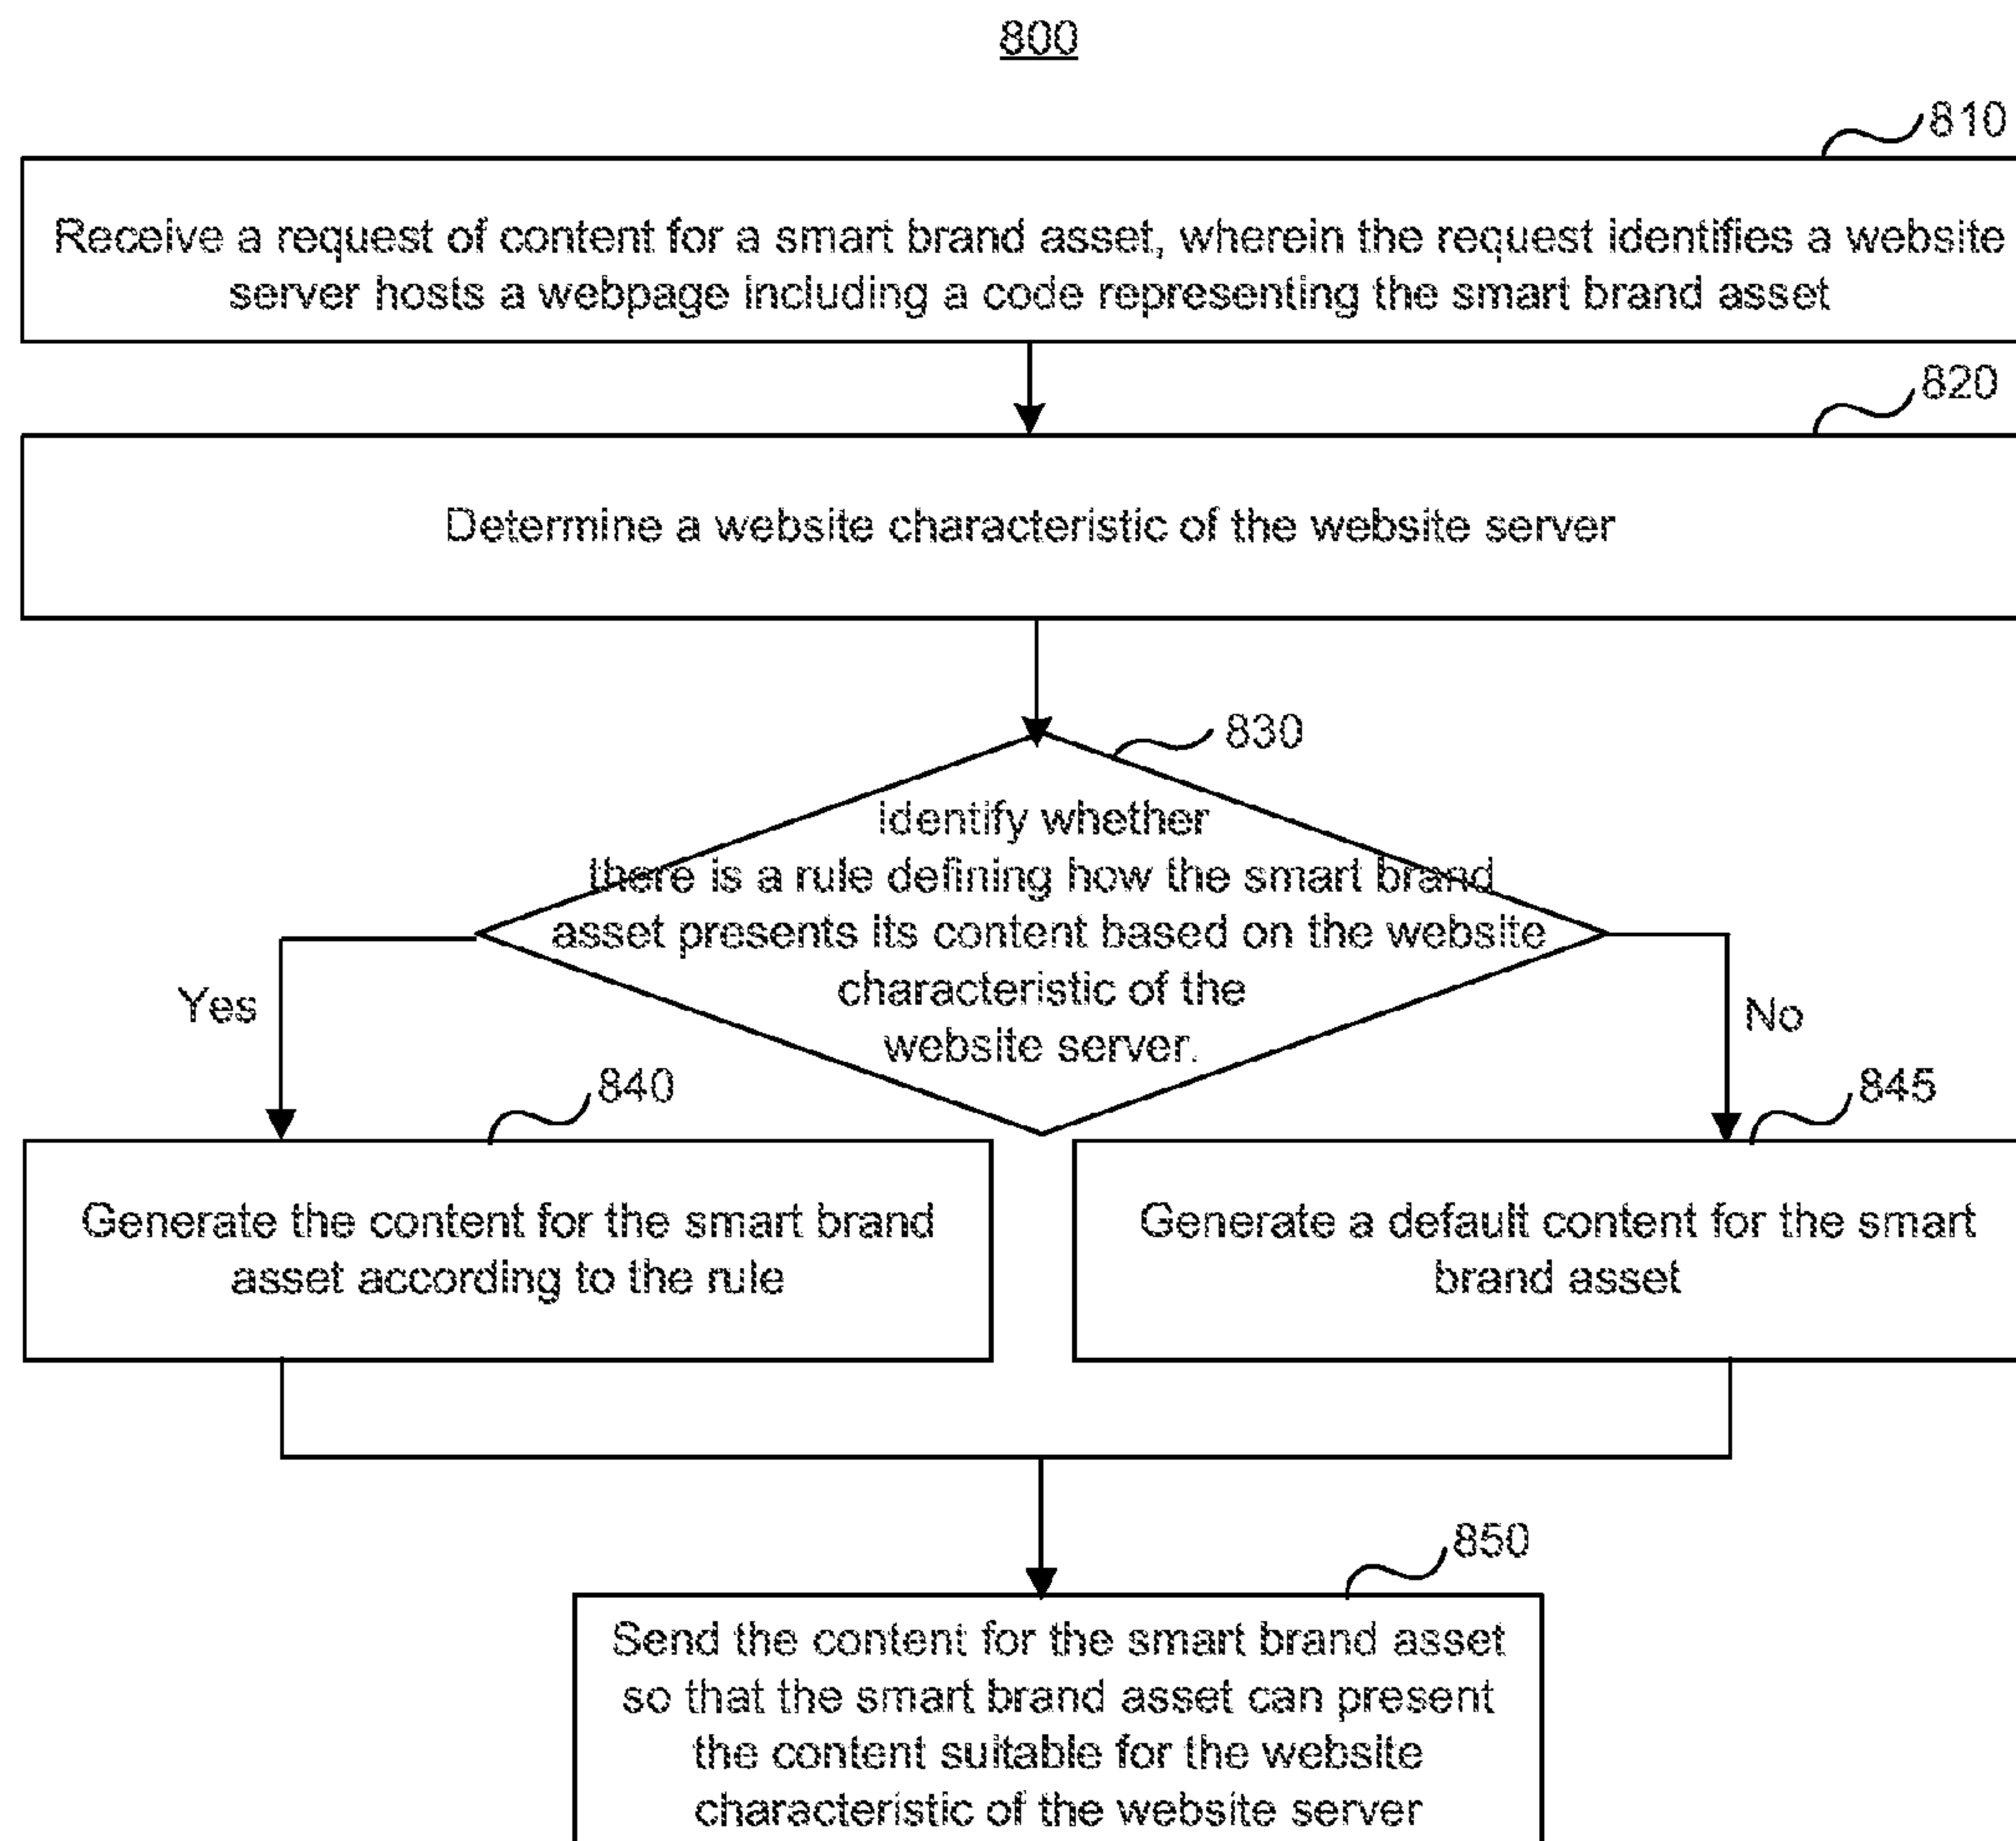 800
810
Receive a request of content for a smart brand asset, wherein the request identifies a website
server hosts a webpage including a code representing the smart brand asset
820
Determine a website characteristic of the website server
830
Identify whether
there is a rule defining how the smart brand
asset presents its content based on the website
characteristic of the
website server.
Yes
No
840
845
Generate the content for the smart brand
asset according to the rule
Generate a default content for the smart
brand asset
850
Send the content for the smart brand asset
so that the smart brand asset can present
the content suitable for the website
characteristic of the website server